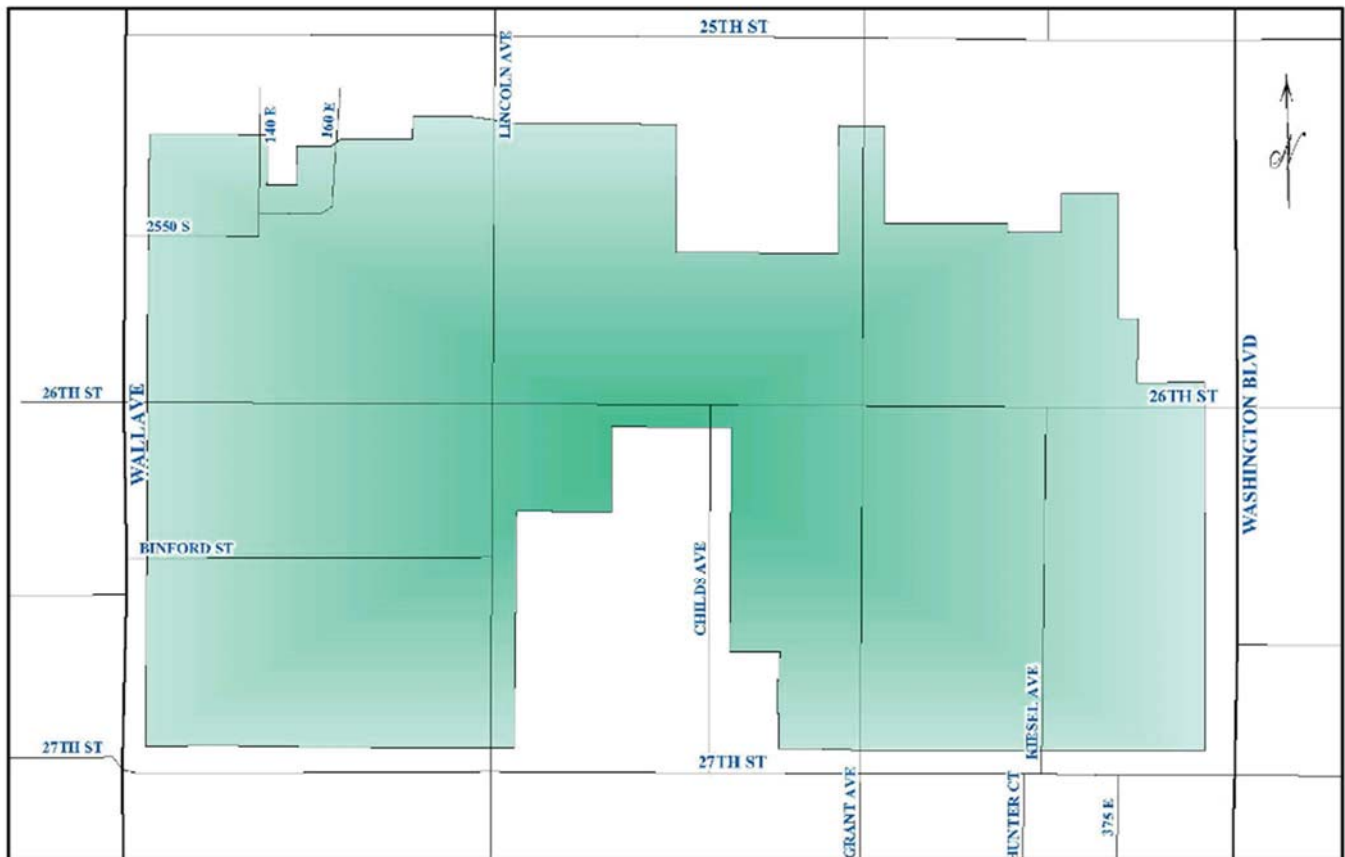 25TH ST
LINCOLN AVE
140 E
160 E
N
2550 S
26TH ST
WALL AVE
26TH ST
WASHINGTON BLVD
BINFORD ST
CHILDS AVE
KIESEL AVE
27TH ST
27TH ST
GRANT AVE
HUNTER CT
375 E